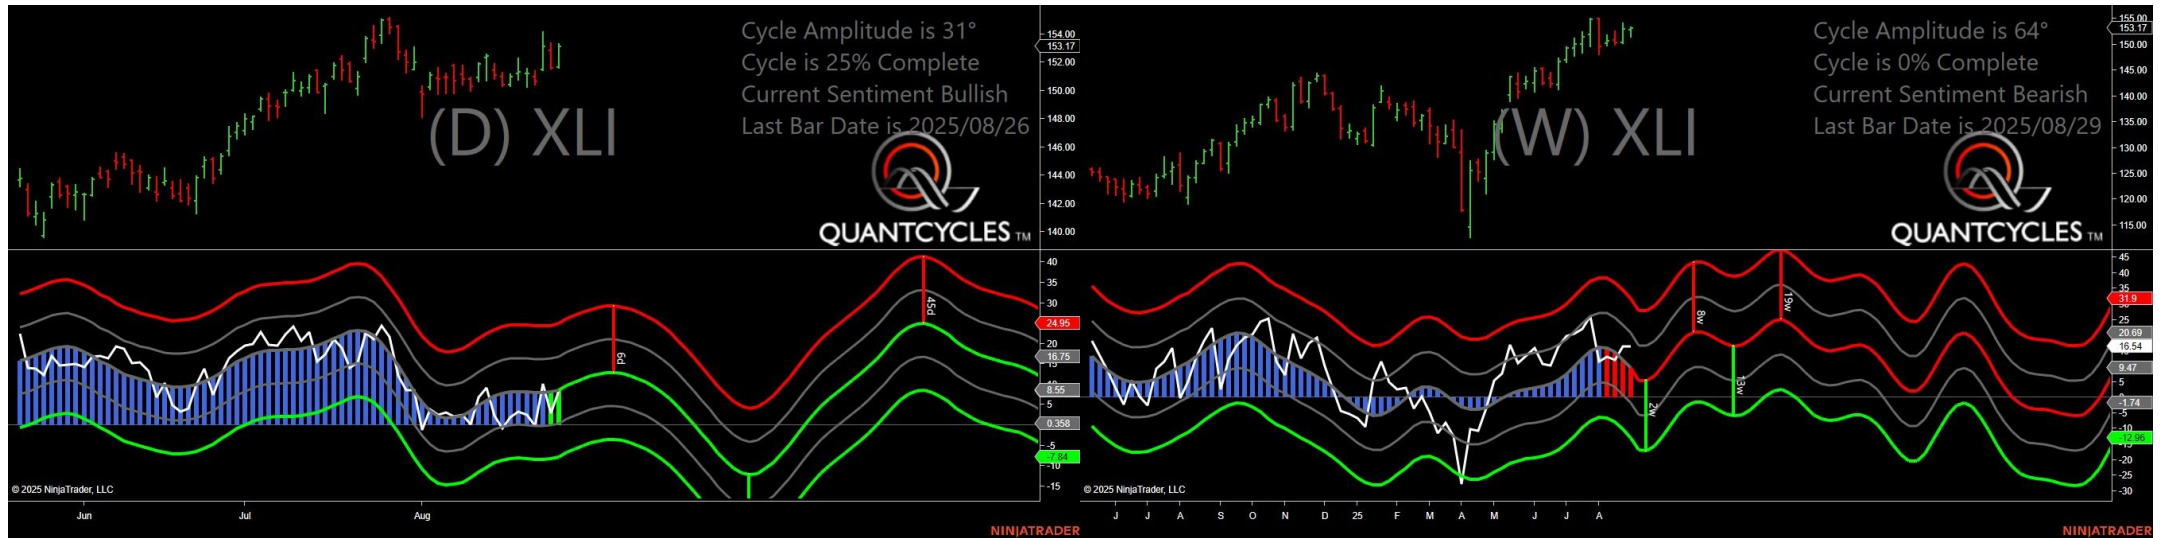 Cycle Amplitude is 31°
Cycle is 25% Complete
Current Sentiment Bullish
Last Bar Date is 2025/08/26
(D) XLI
QUANTCYCLES TM
154.00
153.17
152.00
150.00
148.00
146.00
144.00
142.00
140.00
40
35
30
24.95
20
16.75
15
8.55
5
0.358
-5
-7.84
-10
-15
6d
45d
© 2025 NinjaTrader, LLC
Jun
Jul
Aug
NINJATRADER
Cycle Amplitude is 64°
Cycle is 0% Complete
Current Sentiment Bearish
Last Bar Date is 2025/08/29
(W) XLI
QUANTCYCLES TM
155.00
153.17
150.00
145.00
140.00
135.00
130.00
125.00
120.00
115.00
45
40
35
31.9
25
20.69
16.54
9.47
5
-1.74
-5
-10
-12.96
-20
-25
-30
2w
8w
13w
19w
© 2025 NinjaTrader, LLC
J
J
A
S
O
N
D
25
F
M
A
M
J
J
A
NINJATRADER